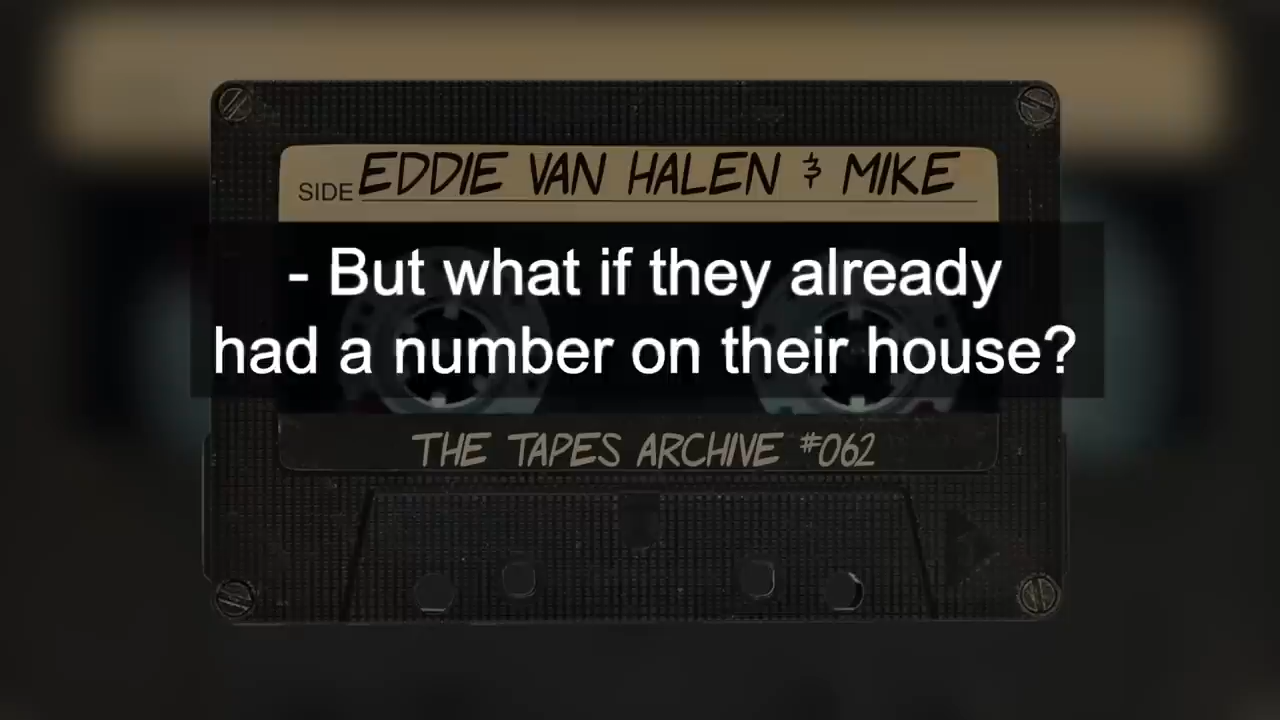 SIDE EDDIE VAN HALEN & MIKE
- But what if they already
had a number on their house?
THE TAPES ARCHIVE #062